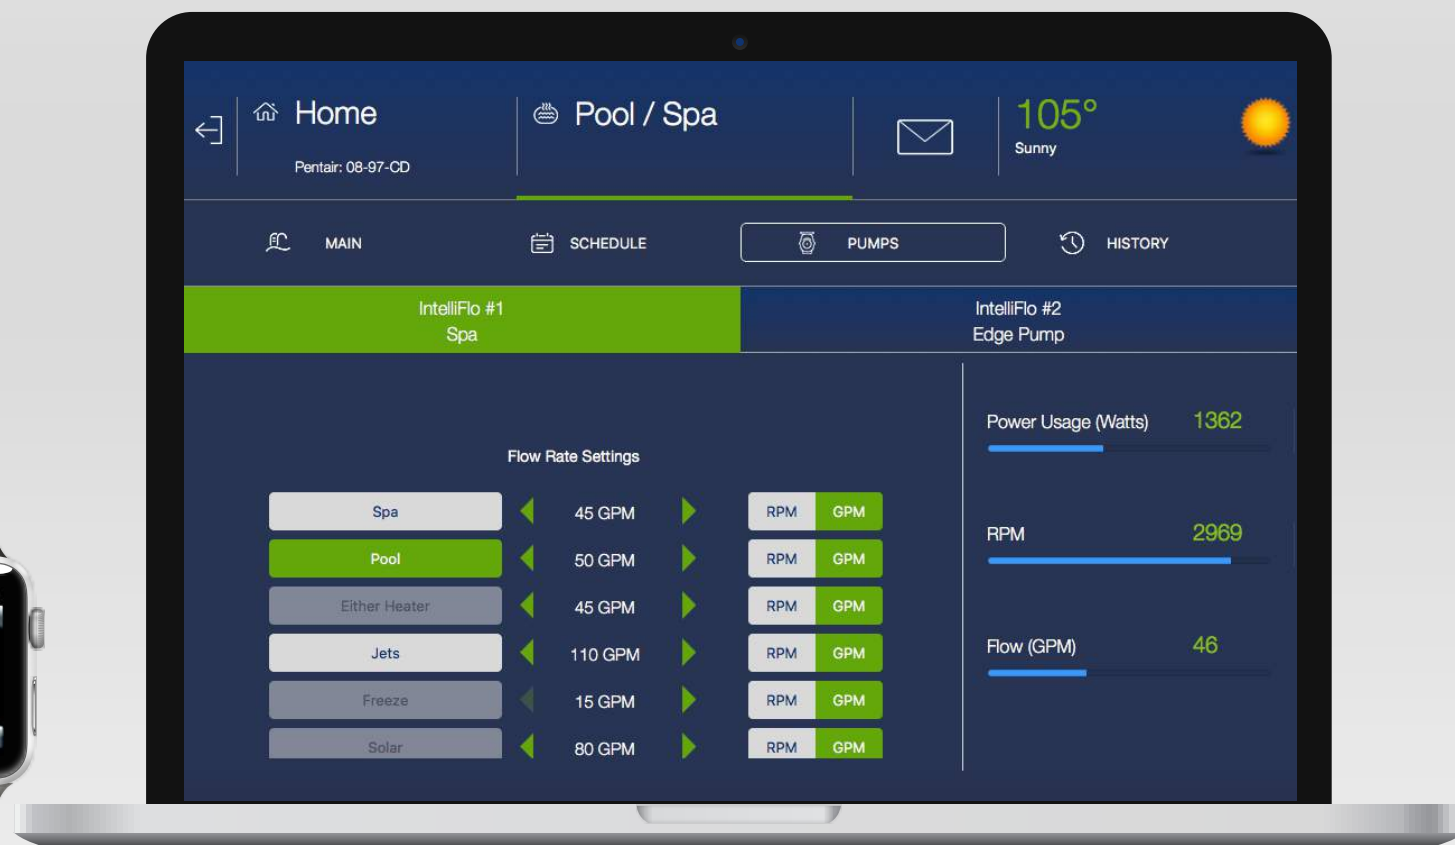 Home
Pentair: 08-97-CD
Pool / Spa
105°
Sunny
MAIN
SCHEDULE
PUMPS
HISTORY
IntelliFlo #1
Spa
IntelliFlo #2
Edge Pump
Flow Rate Settings
Spa 45 GPM RPM GPM
Pool 50 GPM RPM GPM
Either Heater 45 GPM RPM GPM
Jets 110 GPM RPM GPM
Freeze 15 GPM RPM GPM
Solar 80 GPM RPM GPM
Power Usage (Watts) 1362
RPM 2969
Flow (GPM) 46